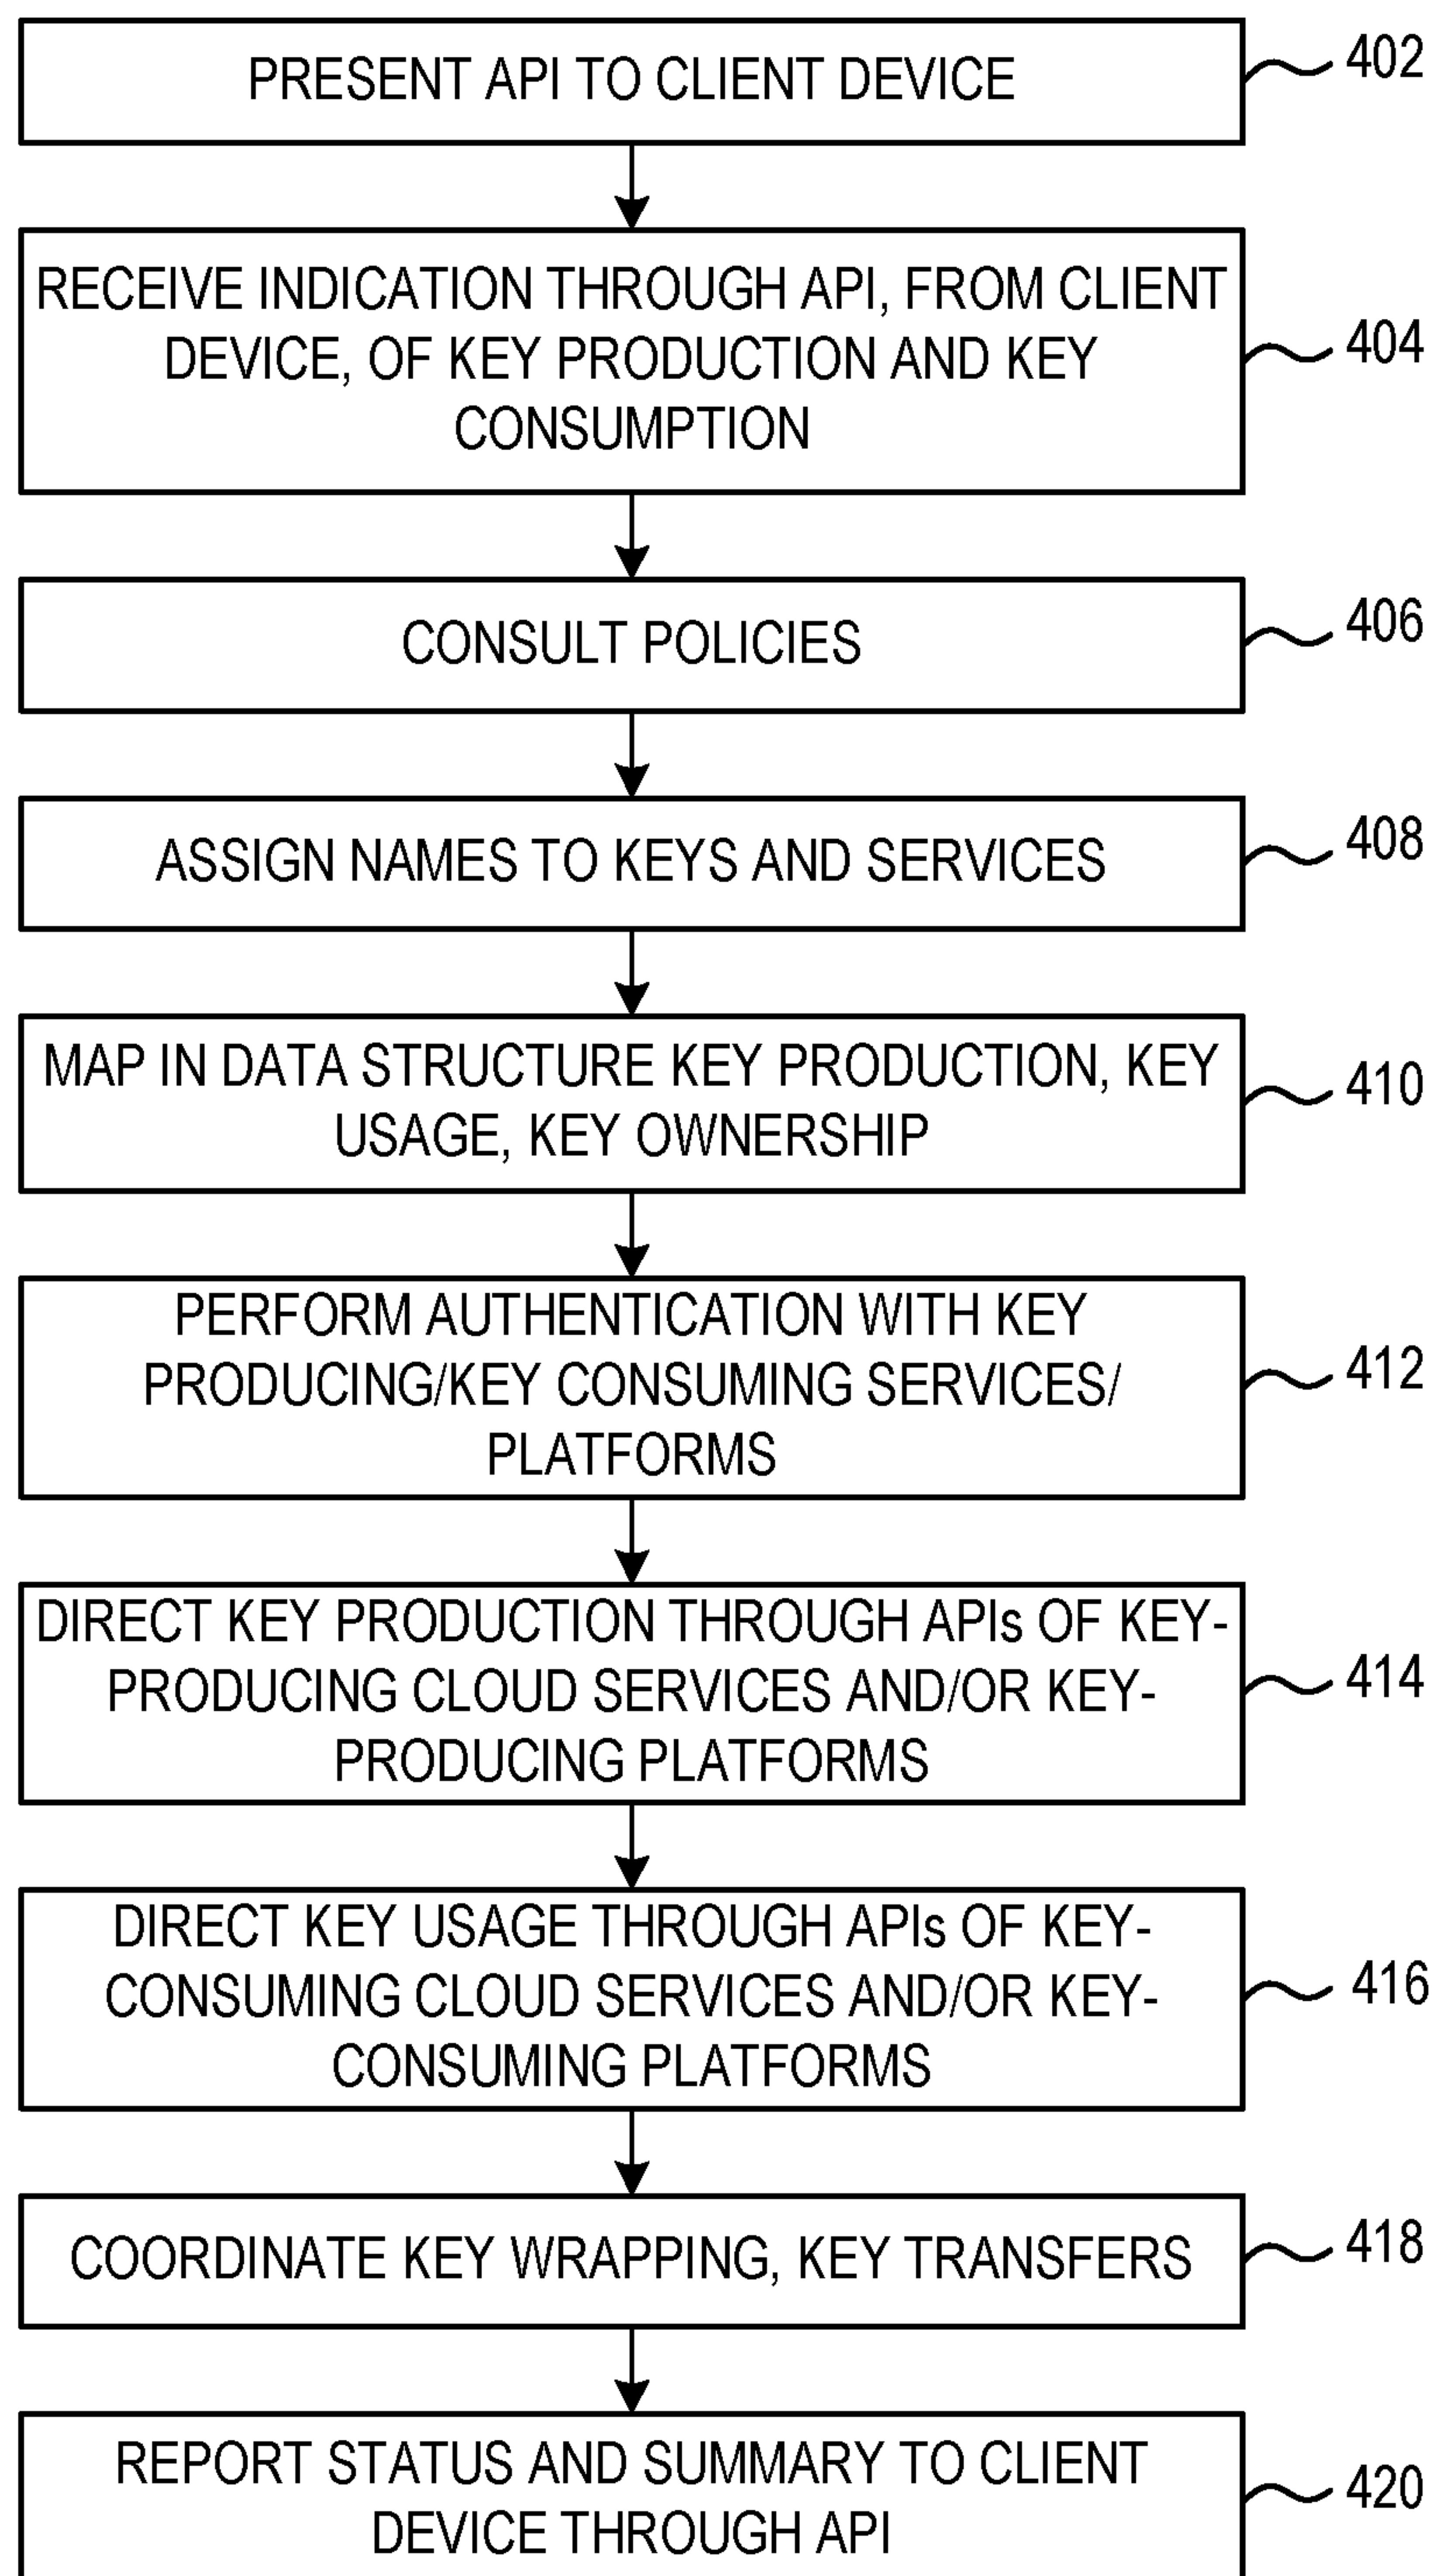 PRESENT API TO CLIENT DEVICE
402
RECEIVE INDICATION THROUGH API, FROM CLIENT
DEVICE, OF KEY PRODUCTION AND KEY
CONSUMPTION
404
CONSULT POLICIES
406
ASSIGN NAMES TO KEYS AND SERVICES
408
MAP IN DATA STRUCTURE KEY PRODUCTION, KEY
USAGE, KEY OWNERSHIP
410
PERFORM AUTHENTICATION WITH KEY
PRODUCING/KEY CONSUMING SERVICES/
PLATFORMS
412
DIRECT KEY PRODUCTION THROUGH APIs OF KEY-
PRODUCING CLOUD SERVICES AND/OR KEY-
PRODUCING PLATFORMS
414
DIRECT KEY USAGE THROUGH APIs OF KEY-
CONSUMING CLOUD SERVICES AND/OR KEY-
CONSUMING PLATFORMS
416
COORDINATE KEY WRAPPING, KEY TRANSFERS
418
REPORT STATUS AND SUMMARY TO CLIENT
DEVICE THROUGH API
420